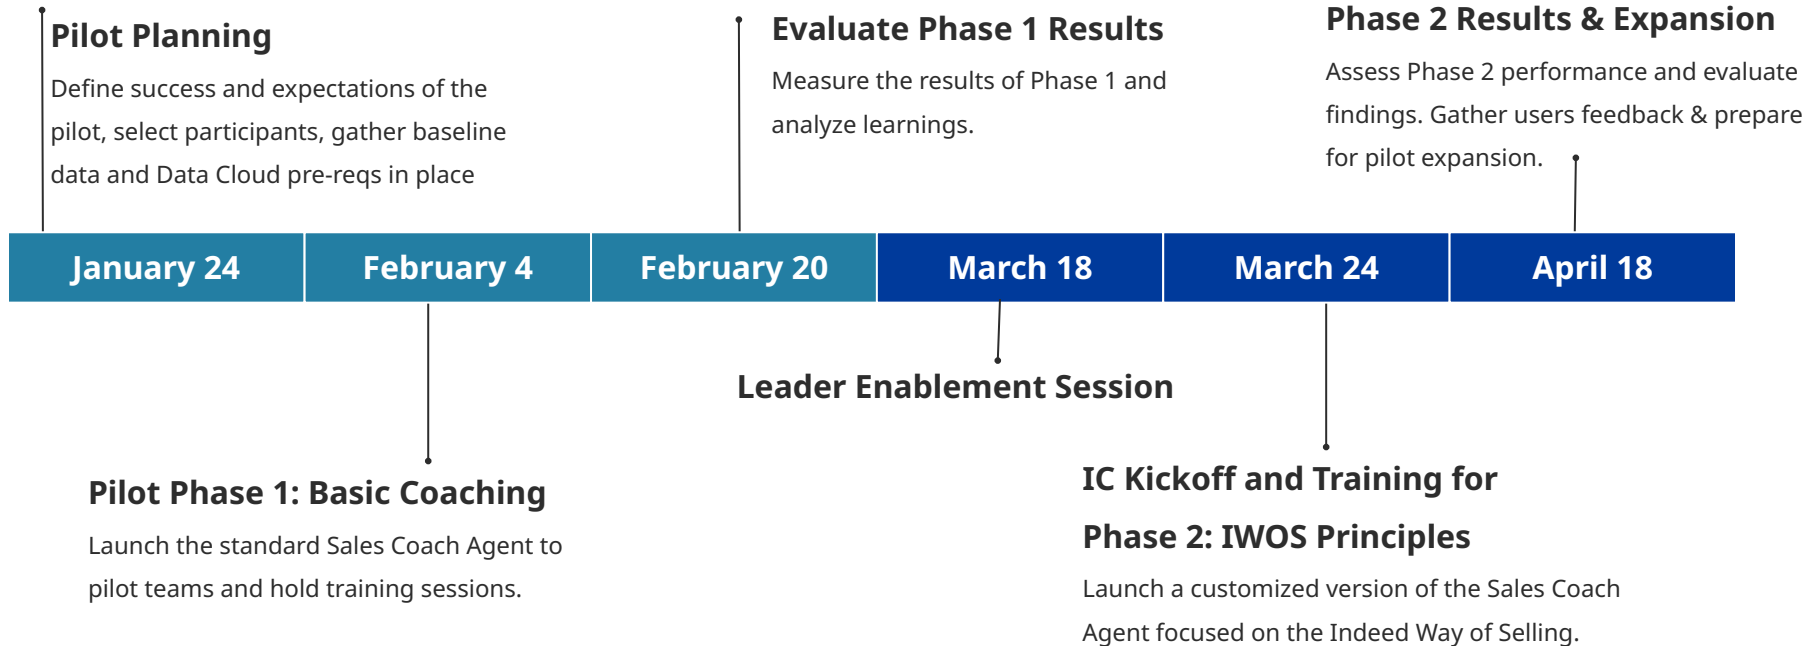 Pilot Planning
Define success and expectations of the
pilot, select participants, gather baseline
data and Data Cloud pre-reqs in place
Evaluate Phase 1 Results
Measure the results of Phase 1 and
analyze learnings.
Phase 2 Results & Expansion
Assess Phase 2 performance and evaluate
findings. Gather users feedback & prepare
for pilot expansion.
January 24
February 4
February 20
March 18
March 24
April 18
Leader Enablement Session
Pilot Phase 1: Basic Coaching
Launch the standard Sales Coach Agent to
pilot teams and hold training sessions.
IC Kickoff and Training for
Phase 2: IWOS Principles
Launch a customized version of the Sales Coach
Agent focused on the Indeed Way of Selling.